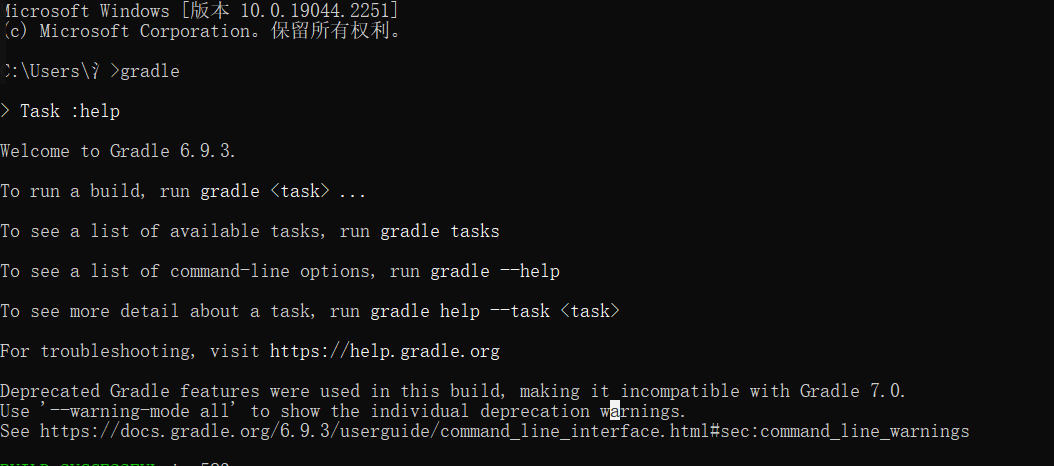 Microsoft Windows [版本 10.0.19044.2251]
(c) Microsoft Corporation。保留所有权利。
C:\Users\ >gradle
> Task :help
Welcome to Gradle 6.9.3.
To run a build, run gradle <task> ...
To see a list of available tasks, run gradle tasks
To see a list of command-line options, run gradle --help
To see more detail about a task, run gradle help --task <task>
For troubleshooting, visit https://help.gradle.org
Deprecated Gradle features were used in this build, making it incompatible with Gradle 7.0.
Use '--warning-mode all' to show the individual deprecation warnings.
See https://docs.gradle.org/6.9.3/userguide/command_line_interface.html#sec:command_line_warnings